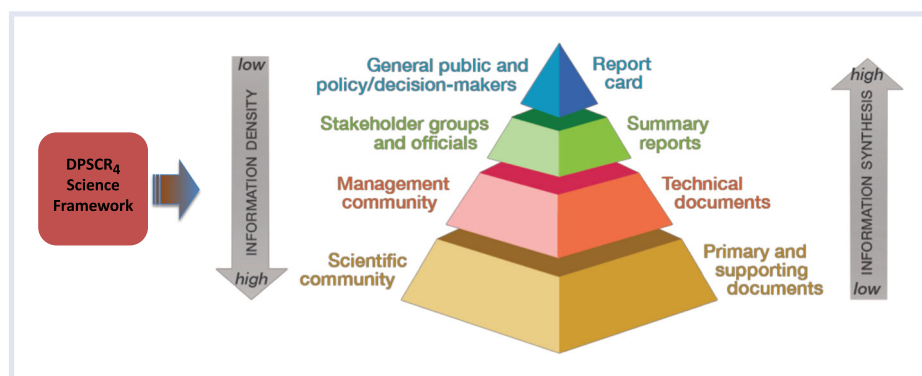 DPSCR4
Science
Framework
low
INFORMATION DENSITY
high
General public and
policy/decision-makers
Report
card
Stakeholder groups
and officials
Summary
reports
Management
community
Technical
documents
Scientific
community
Primary and
supporting
documents
high
INFORMATION SYNTHESIS
low